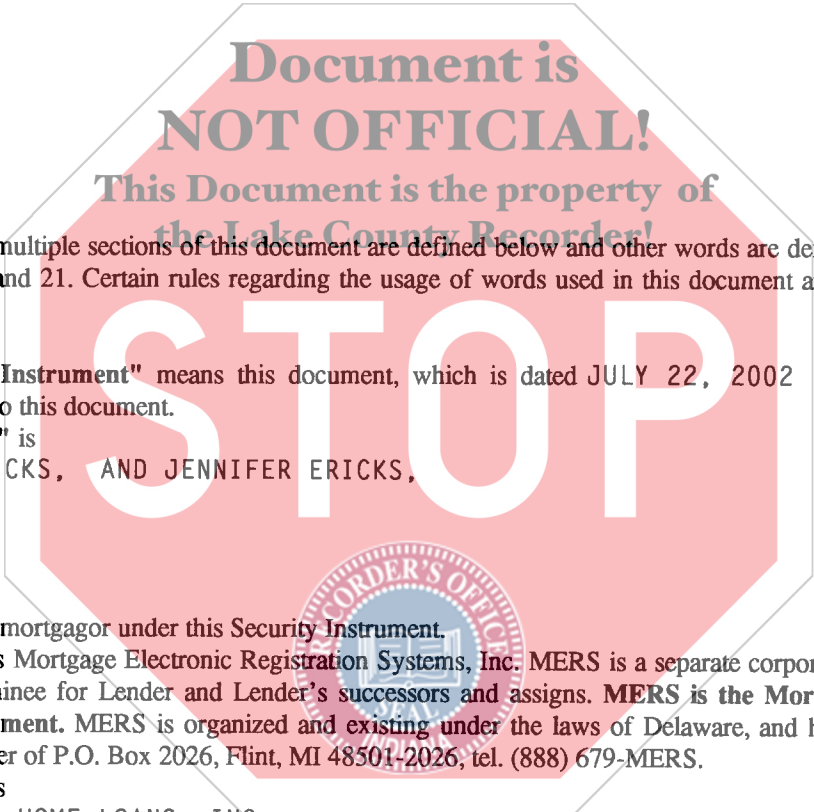 Document is
NOT OFFICIAL!
This Document is the property of
the Lake County Recorder!
multiple sections of this document are defined below and other words are de
nd 21. Certain rules regarding the usage of words used in this document a
STOP
Instrument" means this document, which is dated JULY 22, 2002
o this document.
" is
CKS, AND JENNIFER ERICKS,
RECORDER'S OFFICE
SEAL
INDIANA
mortgagor under this Security Instrument.
s Mortgage Electronic Registration Systems, Inc. MERS is a separate corpor
inee for Lender and Lender's successors and assigns. MERS is the Mor
ment. MERS is organized and existing under the laws of Delaware, and h
er of P.O. Box 2026, Flint, MI 48501-2026, tel. (888) 679-MERS.
s
HOME LOANS, INC